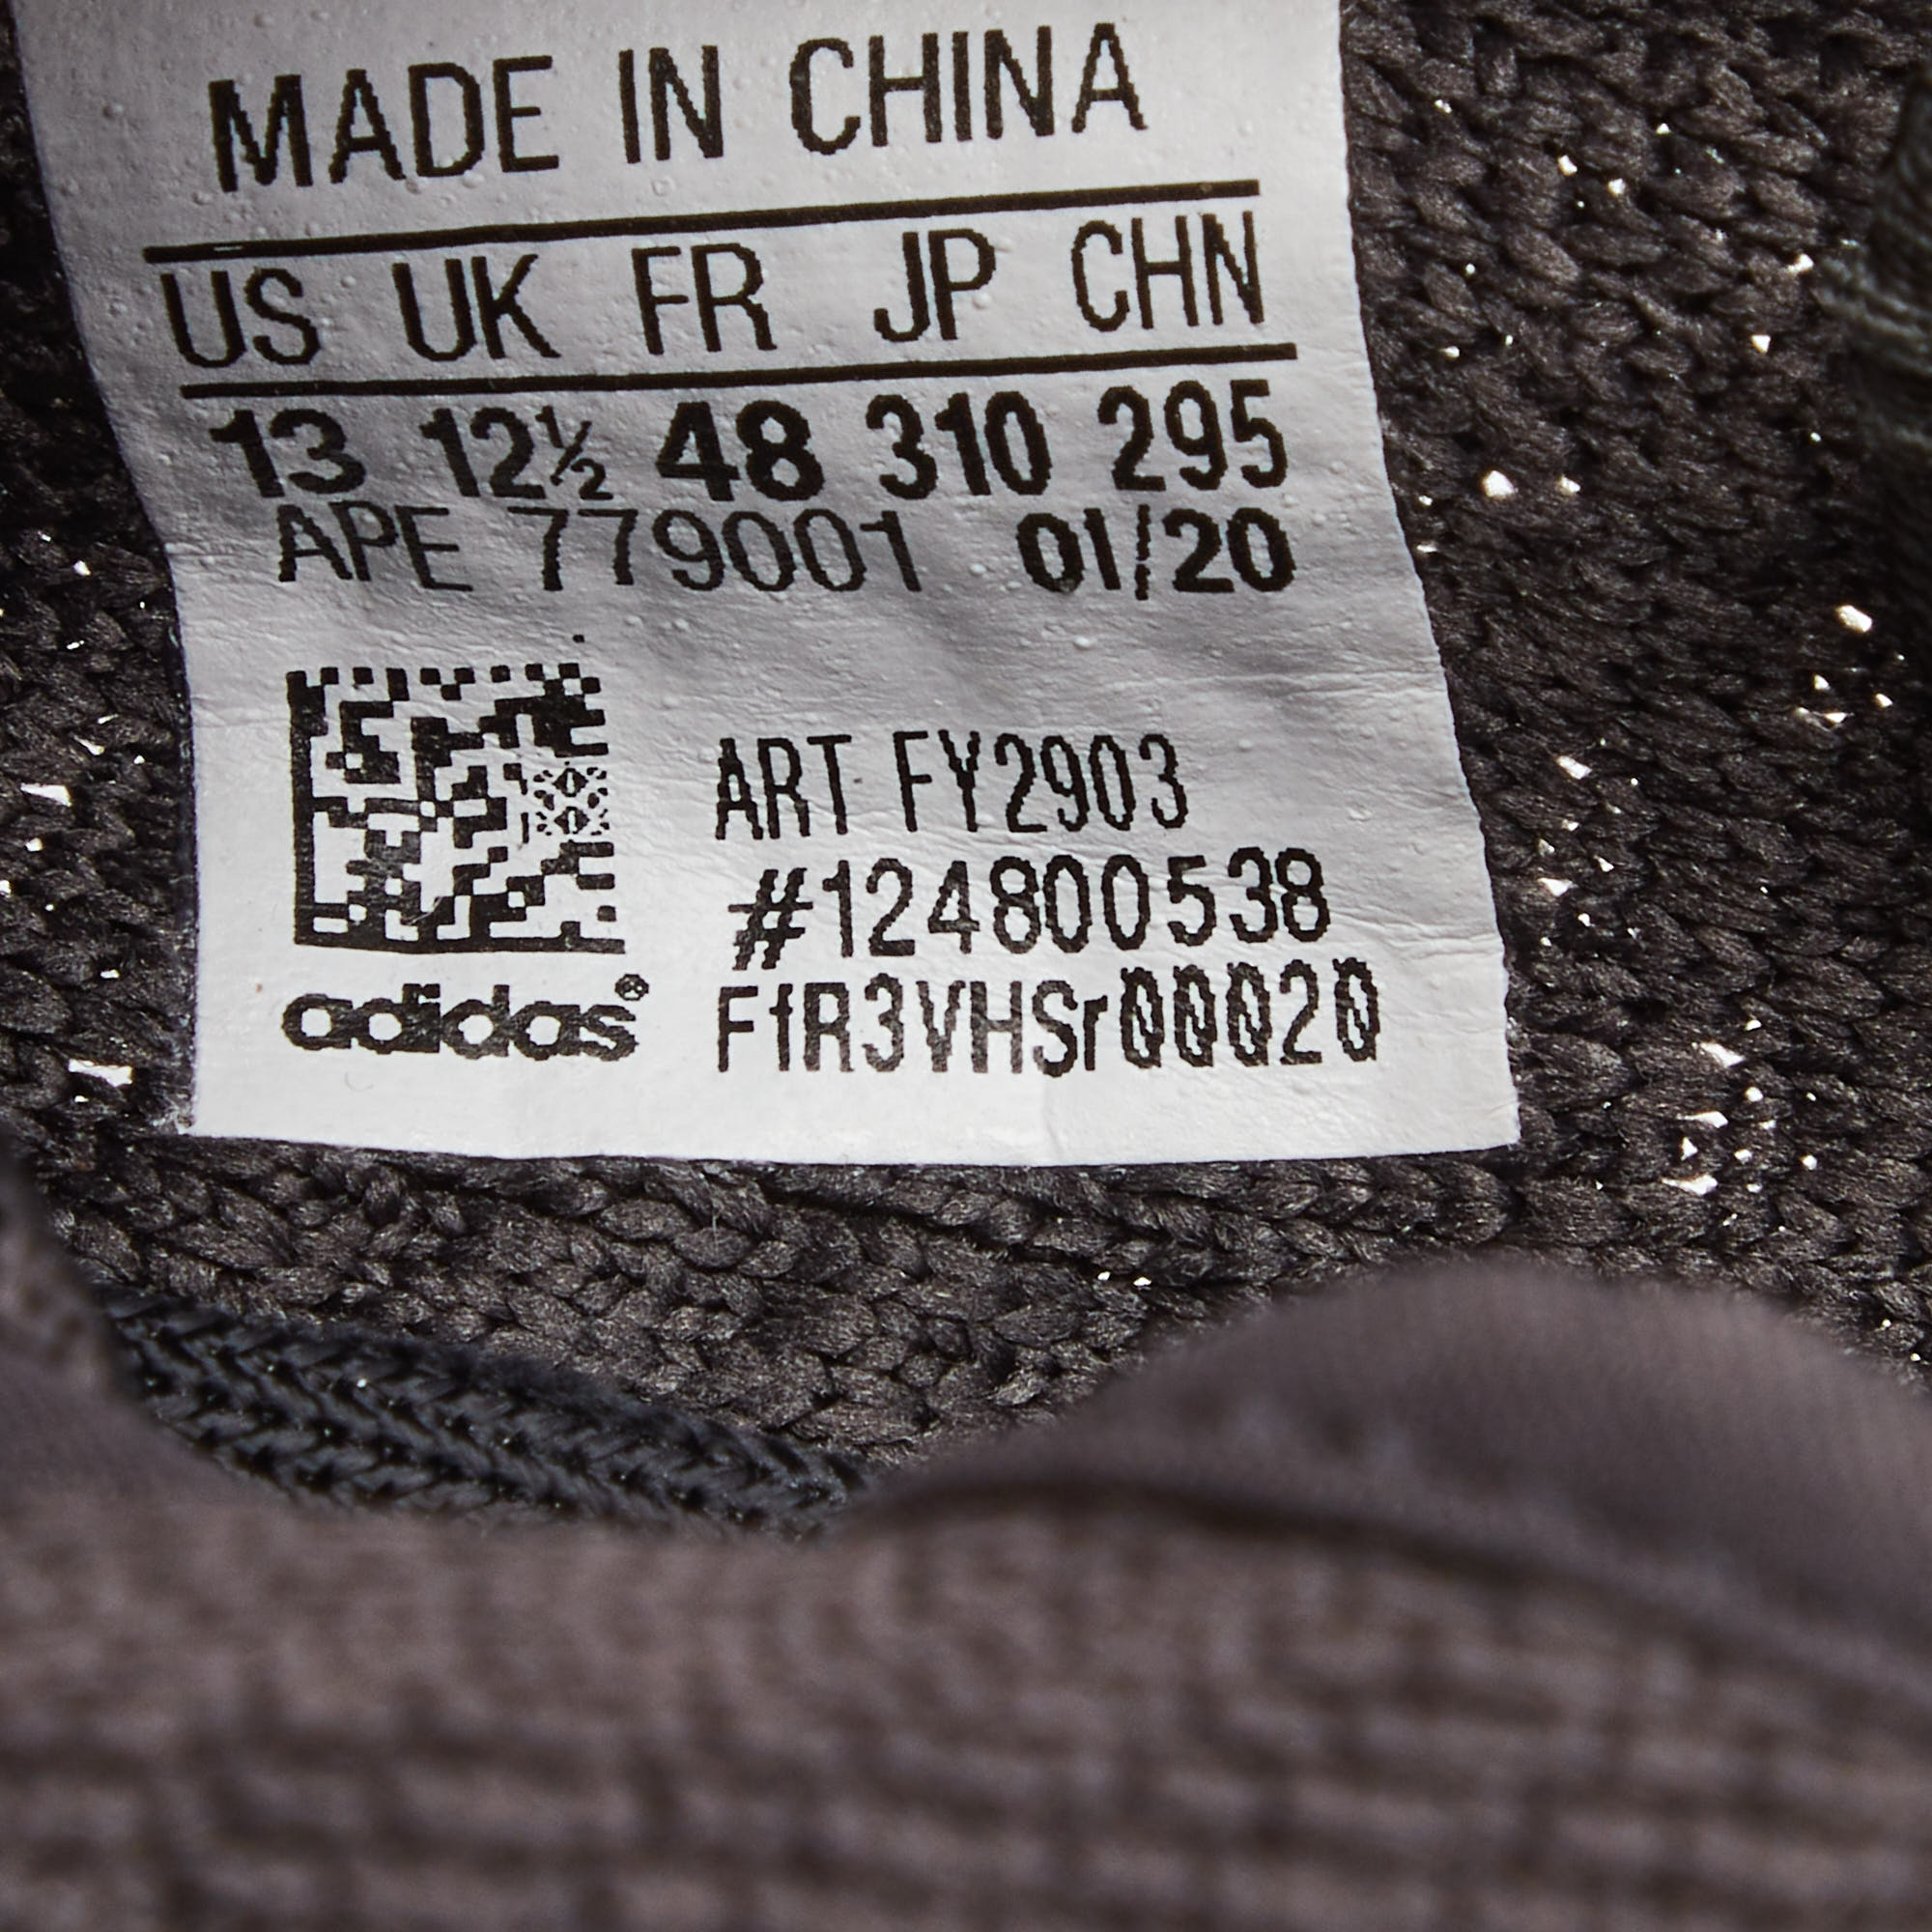 MADE IN CHINA
US UK FR JP CHN
13 12½ 48 310 295
APE 779001 01/20
ART FY2903
#124800538
adidas® FfR3VHSr00020